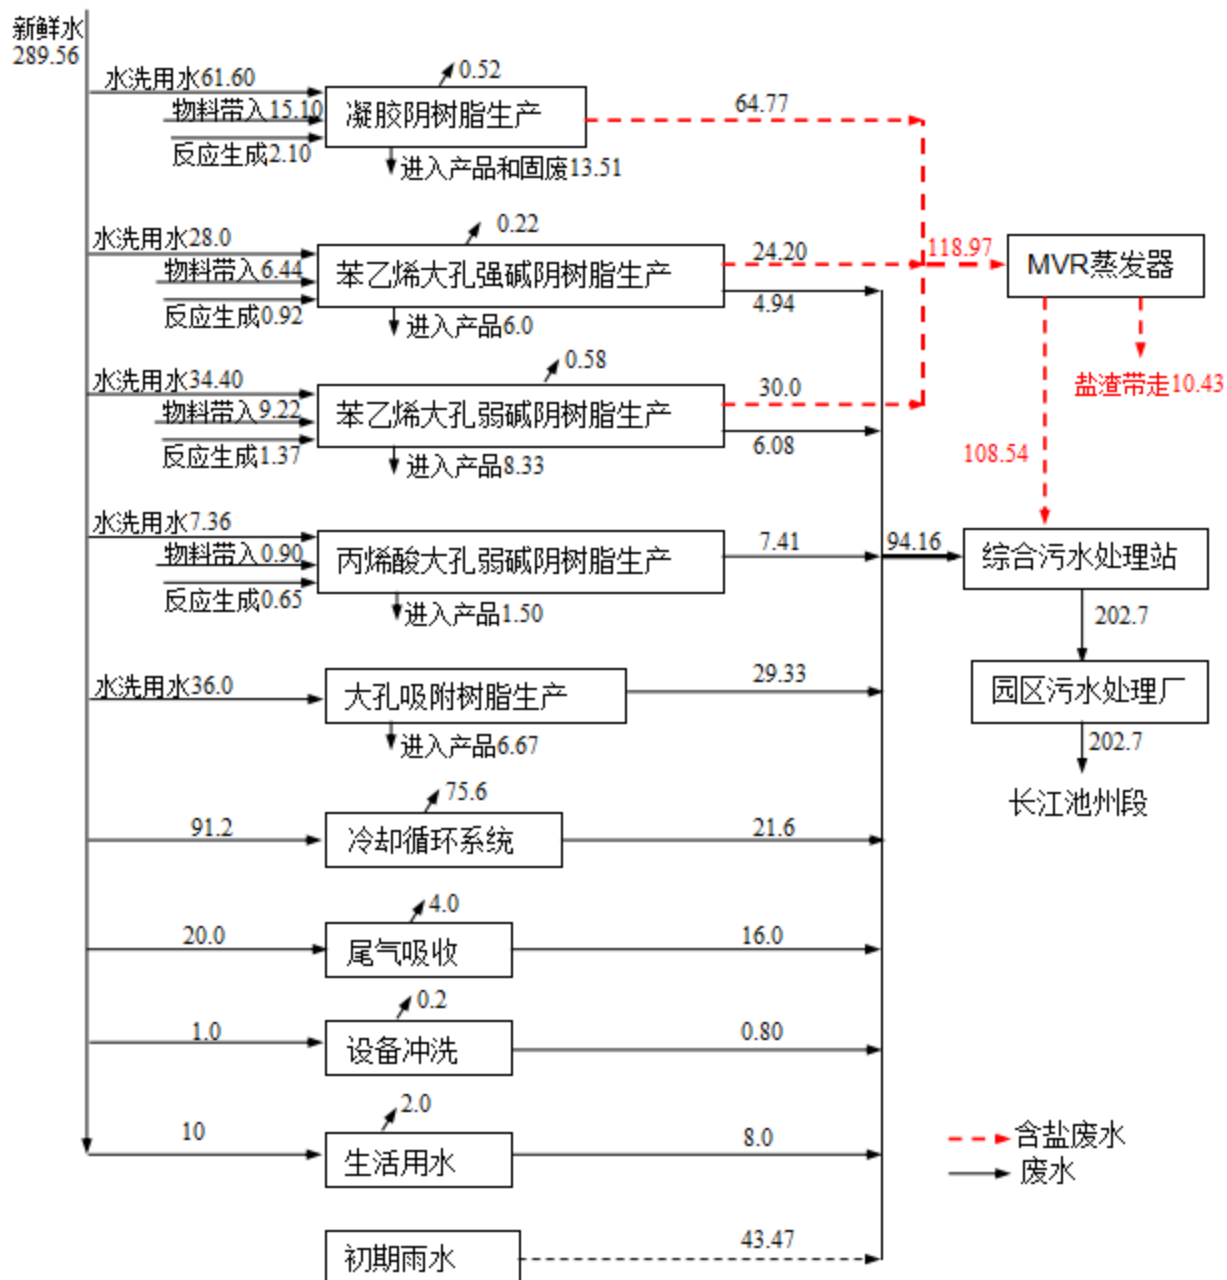 新鲜水
289.56
水洗用水61.60
0.52
物料带入15.10
反应生成2.10
凝胶阴树脂生产
64.77
进入产品和固废13.51
水洗用水28.0
0.22
物料带入6.44
反应生成0.92
苯乙烯大孔强碱阴树脂生产
24.20
4.94
118.97
MVR蒸发器
进入产品6.0
水洗用水34.40
0.58
物料带入9.22
反应生成1.37
苯乙烯大孔弱碱阴树脂生产
30.0
6.08
盐渣带走10.43
108.54
进入产品8.33
水洗用水7.36
物料带入0.90
反应生成0.65
丙烯酸大孔弱碱阴树脂生产
7.41
94.16
综合污水处理站
进入产品1.50
202.7
水洗用水36.0
大孔吸附树脂生产
29.33
园区污水处理厂
进入产品6.67
202.7
长江池州段
75.6
91.2
冷却循环系统
21.6
4.0
20.0
尾气吸收
16.0
0.2
1.0
设备冲洗
0.80
2.0
10
生活用水
8.0
含盐废水
废水
初期雨水
43.47